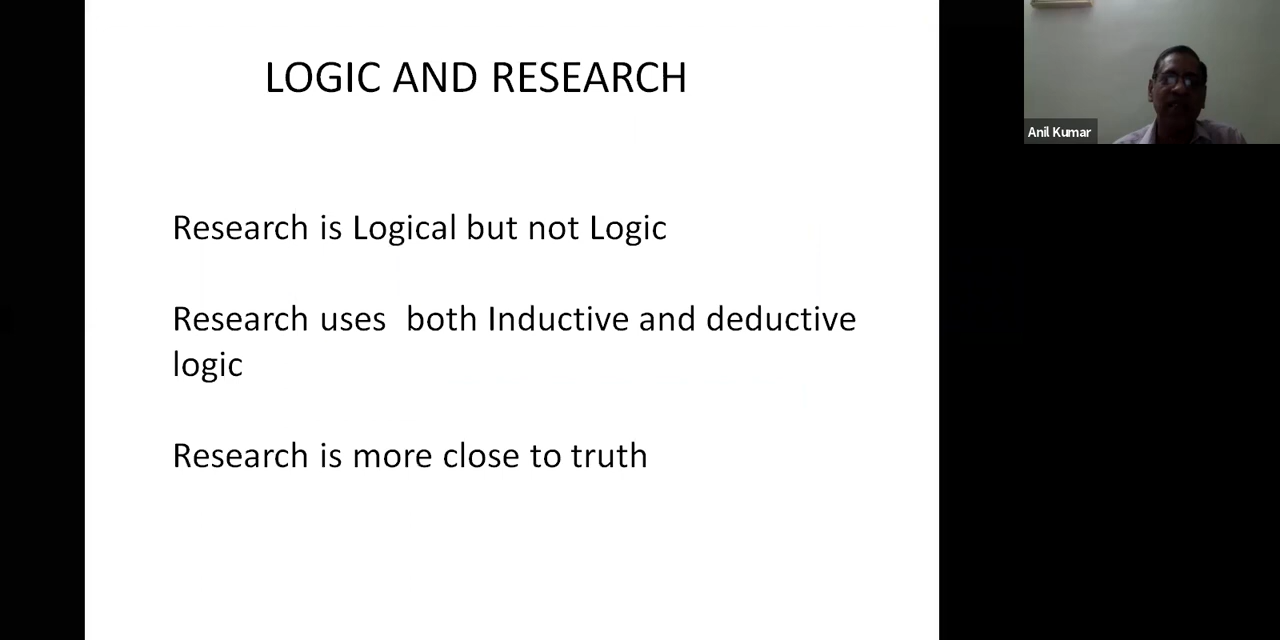 LOGIC AND RESEARCH
Research is Logical but not Logic
Research uses  both Inductive and deductive
logic
Research is more close to truth
Anil Kumar